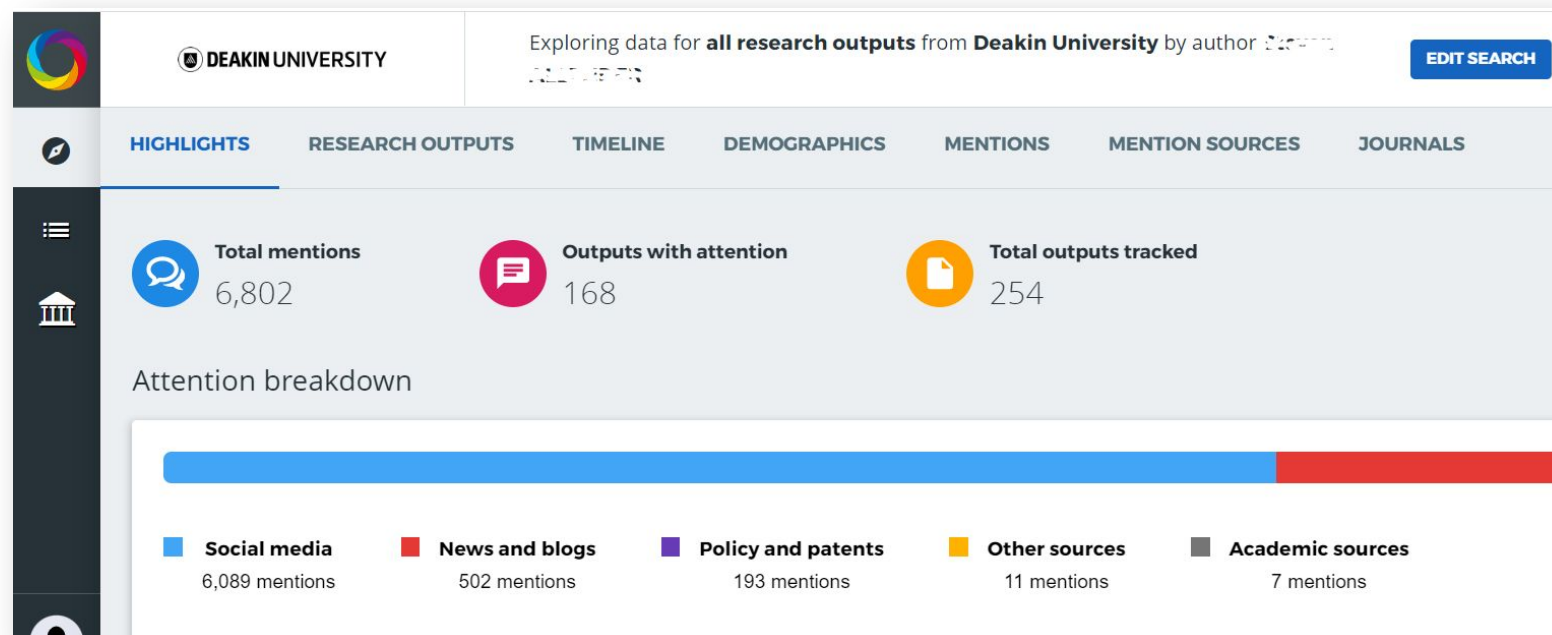 DEAKIN UNIVERSITY
Exploring data for all research outputs from Deakin University by author
EDIT SEARCH
HIGHLIGHTS RESEARCH OUTPUTS TIMELINE DEMOGRAPHICS MENTIONS MENTION SOURCES JOURNALS
Total mentions
6,802
Outputs with attention
168
Total outputs tracked
254
Attention breakdown
Social media
6,089 mentions
News and blogs
502 mentions
Policy and patents
193 mentions
Other sources
11 mentions
Academic sources
7 mentions